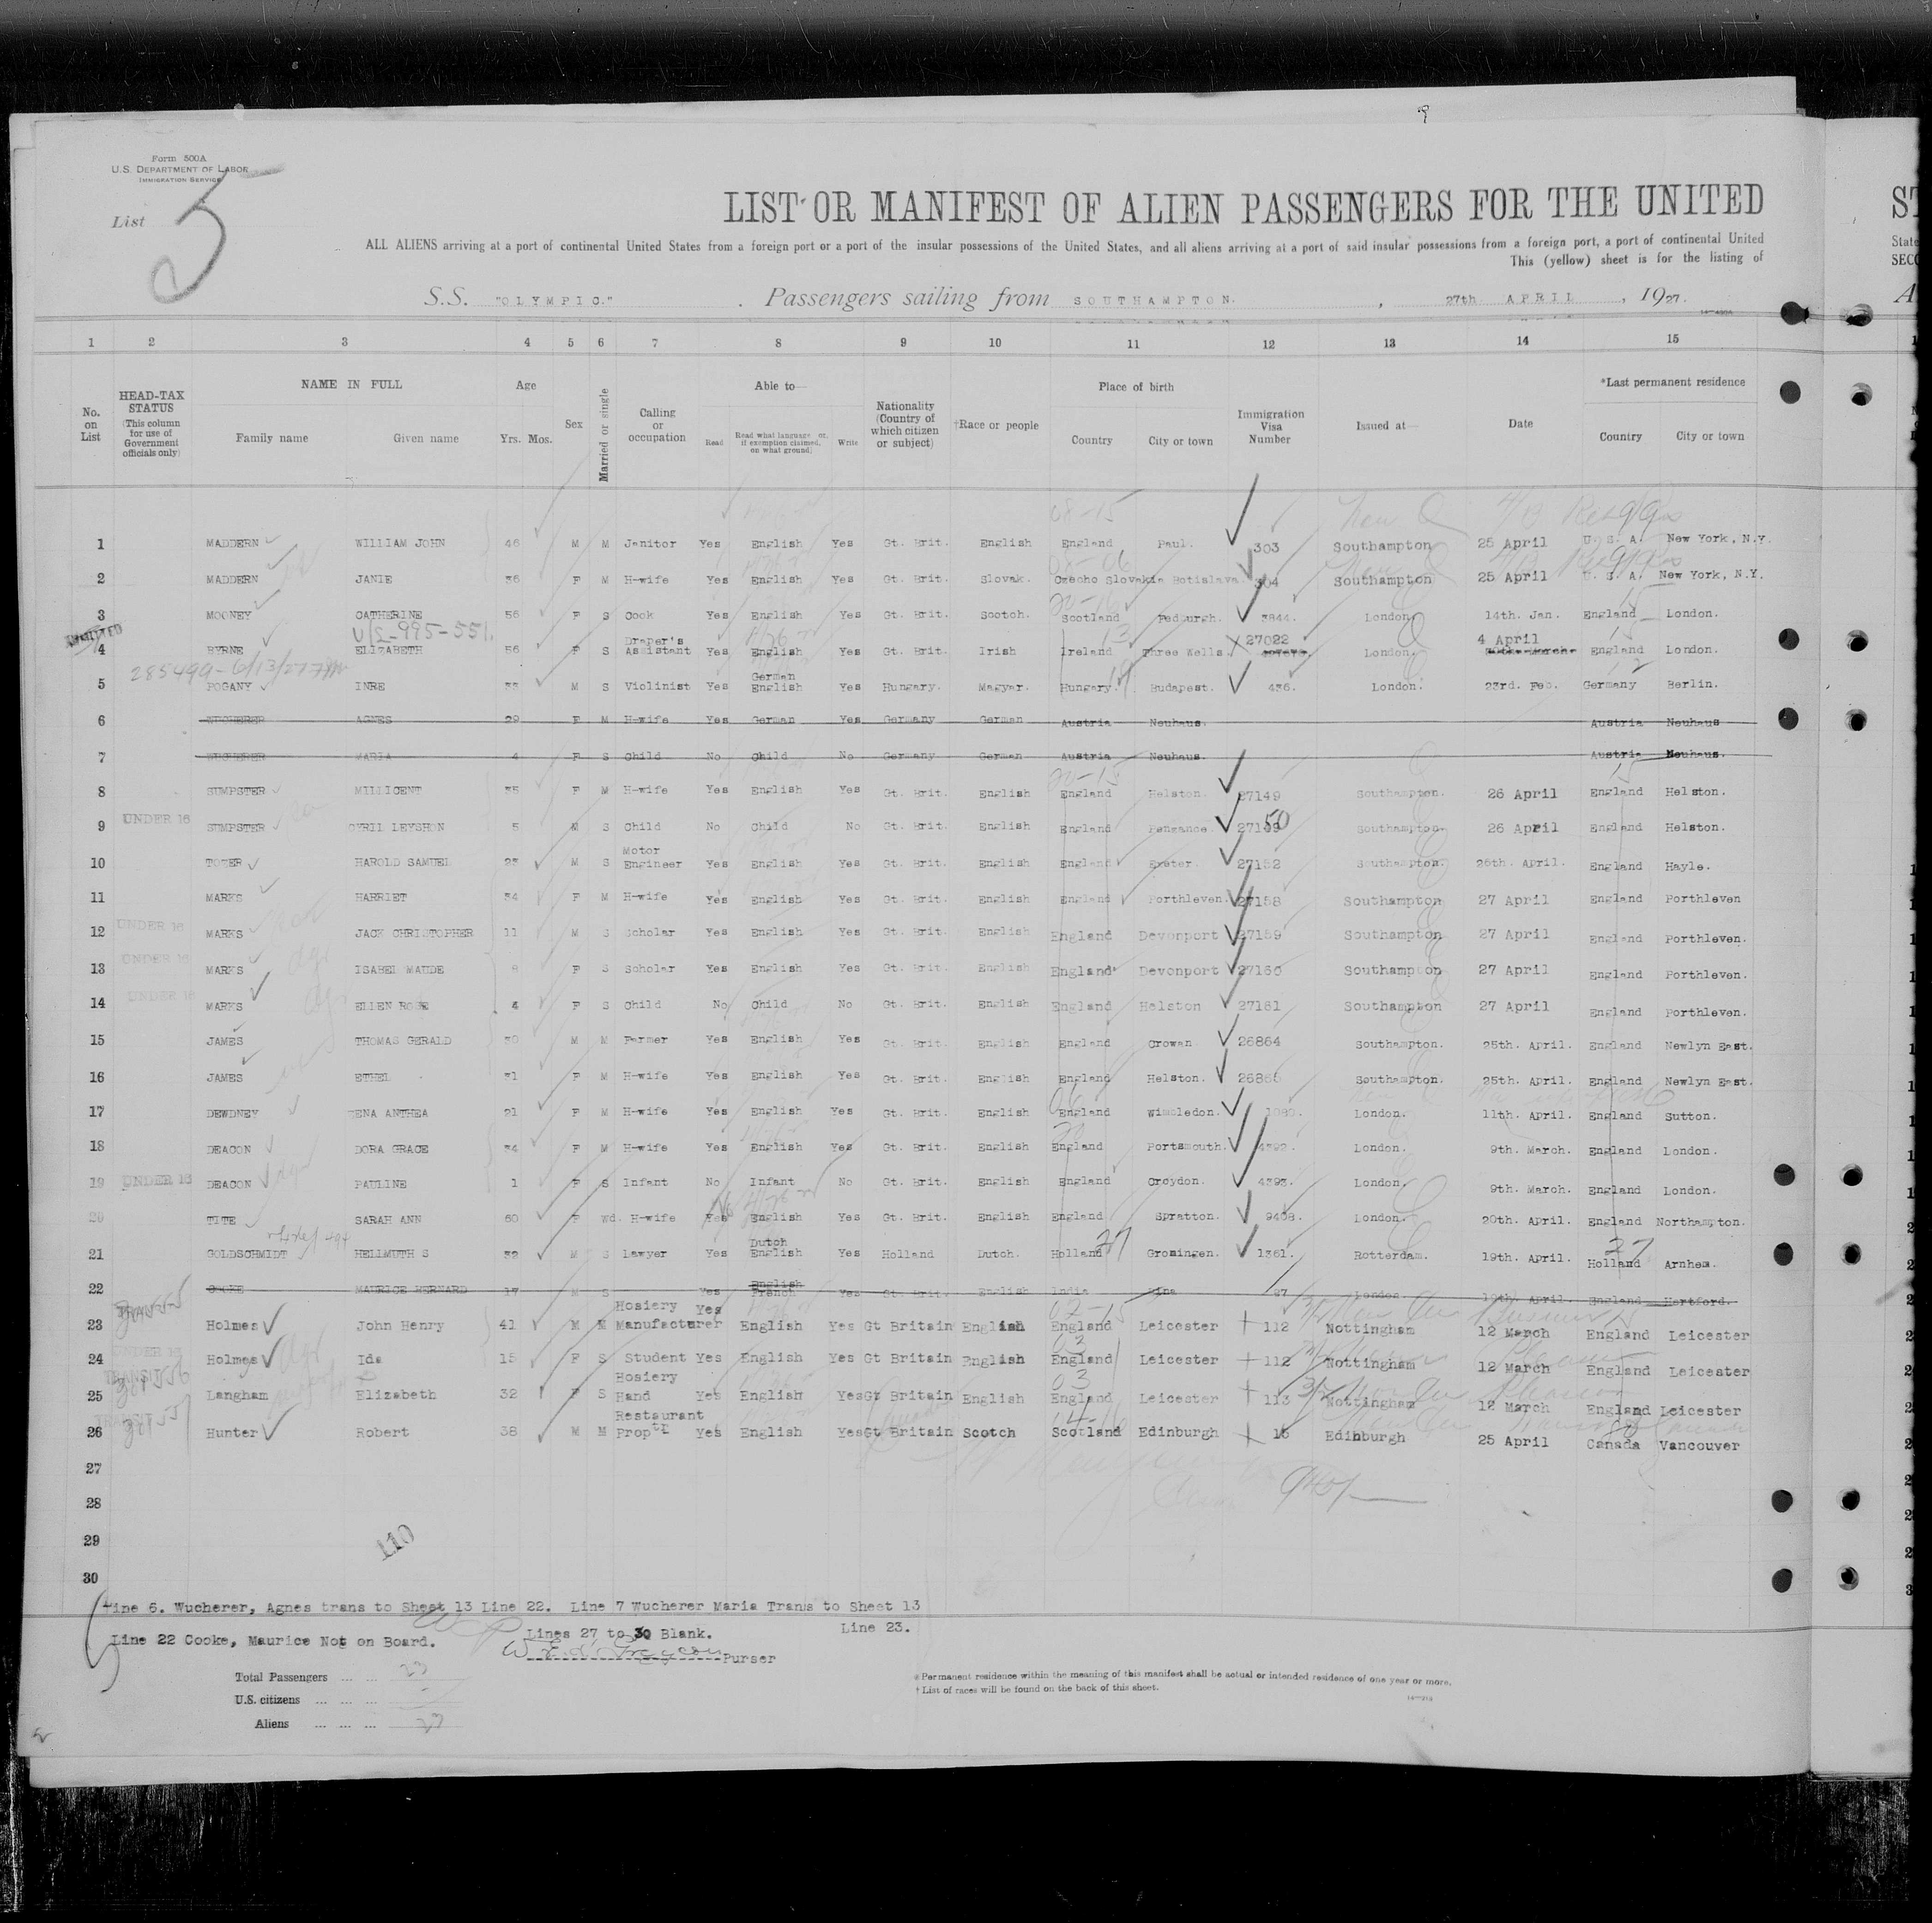 Form 500A
U.S. DEPARTMENT OF LABOR
IMMIGRATION SERVICE
List 5
LIST OR MANIFEST OF ALIEN PASSENGERS FOR THE UNITED
ST
ALL ALIENS arriving at a port of continental United States from a foreign port or a port of the insular possessions of the United States, and all aliens arriving at a port of said insular possessions from a foreign port, a port of continental United
State
This (yellow) sheet is for the listing of
SECO
S.S. "OLYMPIC." . Passengers sailing from SOUTHAMPTON. , 27th APRIL , 1927.
1 2 3 4 5 6 7 8 9 10 11 12 13 14 15
No. on List
HEAD-TAX STATUS (This column for use of Government officials only)
NAME IN FULL
Family name Given name
Age
Yrs. Mos.
Sex
Married or single
Calling or occupation
Able to—
Read Read what language or, if exemption claimed, on what ground) Write
Nationality (Country of which citizen or subject)
†Race or people
Place of birth
Country City or town
Immigration Visa Number
Issued at—
Date
*Last permanent residence
Country City or town
1 MADDERN WILLIAM JOHN 46 M M Janitor Yes English Yes Gt. Brit. English England Paul. 303 Southampton 25 April U. S. A. New York, N.Y.
2 MADDERN JANIE 36 F M H-wife Yes English Yes Gt. Brit. Slovak. Czecho Slovakia Botislava. 304 Southampton 25 April U. S. A. New York, N.Y.
3 MOONEY CATHERINE 56 F S Cook Yes English Yes Gt. Brit. Scotch. Scotland 3844. London. 14th. Jan. England London.
4 BYRNE ELIZABETH 56 F S Draper's Assistant Yes English Yes Gt. Brit. Irish Ireland Three Wells. 27022 London. 4 April England London.
5 POGANY IMRE 33 M S Violinist Yes German English Yes Hungary. Magyar. Hungary. Budapest. 436. London. 23rd. Feb. Germany Berlin.
6 WUCHERER AGNES 29 F M H-wife Yes German Yes Germany German Austria Neuhaus. Austria Neuhaus
7 WUCHERER MARIA 4 F S Child No Child No Germany German Austria Neuhaus. Austria Neuhaus.
8 SUMPSTER MILLICENT 35 F M H-wife Yes English Yes Gt. Brit. English England Helston. 27149 Southampton. 26 April England Helston.
9 UNDER 16 SUMPSTER CYRIL LEYSHON 5 M S Child No Child No Gt. Brit. English England Penzance. 27150 Southampton. 26 April England Helston.
10 TOZER HAROLD SAMUEL 23 M S Motor Engineer Yes English Yes Gt. Brit. English England Exeter. 27152 Southampton. 26th. April. England Hayle.
11 MARKS HARRIET 34 F M H-wife Yes English Yes Gt. Brit. English England Porthleven. 27158 Southampton 27 April England Porthleven
12 UNDER 16 MARKS JACK CHRISTOPHER 11 M S Scholar Yes English Yes Gt. Brit. English England Devonport 27159 Southampton 27 April England Porthleven.
13 UNDER 16 MARKS ISABEL MAUDE 8 F S Scholar Yes English Yes Gt. Brit. English England Devonport 27160 Southampton 27 April England Porthleven.
14 UNDER 16 MARKS ELLEN ROSE 4 F S Child No Child No Gt. Brit. English England Helston 27161 Southampton 27 April England Porthleven.
15 JAMES THOMAS GERALD 30 M M Farmer Yes English Yes Gt. Brit. English England Crowan 26864 Southampton. 25th. April. England Newlyn East.
16 JAMES ETHEL 31 F M H-wife Yes English Yes Gt. Brit. English England Helston. 26865 Southampton. 25th. April. England Newlyn East.
17 DEWDNEY ENA ANTHEA 21 F M H-wife Yes English Yes Gt. Brit. English England Wimbledon. London. 11th. April. England Sutton.
18 DEACON DORA GRACE 34 F M H-wife Yes English Yes Gt. Brit. English England Portsmouth. 4392. London. 9th. March. England London.
19 UNDER 16 DEACON PAULINE 1 F S Infant No Infant No Gt. Brit. English England Croydon. 4393. London. 9th. March. England London.
20 TITE SARAH ANN 60 F Wd. H-wife Yes English Yes Gt. Brit. English England Spratton. 9408. London. 20th. April. England Northampton.
21 GOLDSCHMIDT HELLMUTH S 32 M S Lawyer Yes Dutch English Yes Holland Dutch. Holland Groningen. 1361. Rotterdam. 19th. April. Holland Arnhem.
22 COOKE MAURICE BERNARD 17 M S Yes English French Yes Gt. Brit. English India London. 19th. April. England Hertford.
23 Holmes John Henry 41 M M Hosiery Manufacturer Yes English Yes Gt Britain English England Leicester 112 Nottingham 12 March England Leicester
24 UNDER 16 Holmes Ida 15 F S Student Yes English Yes Gt Britain English England Leicester 112 Nottingham 12 March England Leicester
25 TRANSIT Langham Elizabeth 32 F S Hosiery Hand Yes English Yes Gt Britain English England Leicester 113 Nottingham 12 March England Leicester
26 TRANSIT Hunter Robert 38 M M Restaurant Propt Yes English Yes Gt Britain Scotch Scotland Edinburgh 15 Edinburgh 25 April Canada Vancouver
27
28
29 110
30
Line 6. Wucherer, Agnes trans to Sheet 13 Line 22. Line 7 Wucherer Maria Trans to Sheet 13
Line 23.
Line 22 Cooke, Maurice Not on Board. Lines 27 to 30 Blank.
Purser
Total Passengers ... ... 23
U.S. citizens ... ... ... -
Aliens ... ... ... 23
* Permanent residence within the meaning of this manifest shall be actual or intended residence of one year or more.
† List of races will be found on the back of this sheet.